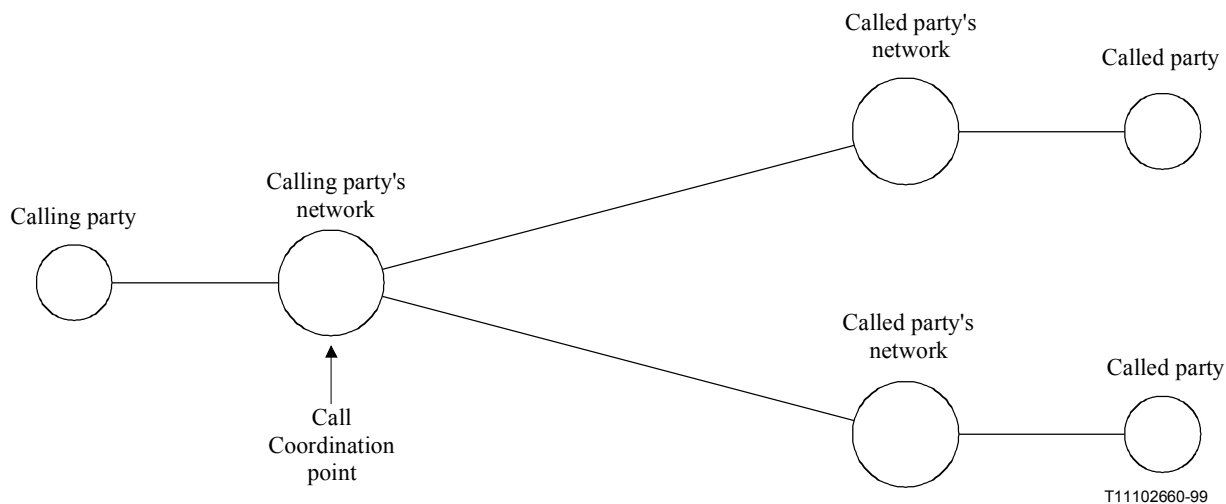 Called party's
network
Called party
Calling party's
network
Calling party
Called party's
network
Called party
Call
Coordination
point
T11102660-99